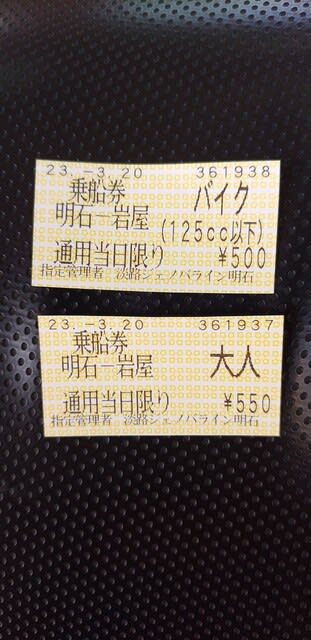 23.-3.20 361938
乗船券 バイク
明石ー岩屋 (125cc以下)
通用当日限り ¥500
指定管理者 淡路ジェノバライン明石
23.-3.20 361937
乗船券
明石ー岩屋 大人
通用当日限り ¥550
指定管理者 淡路ジェノバライン明石